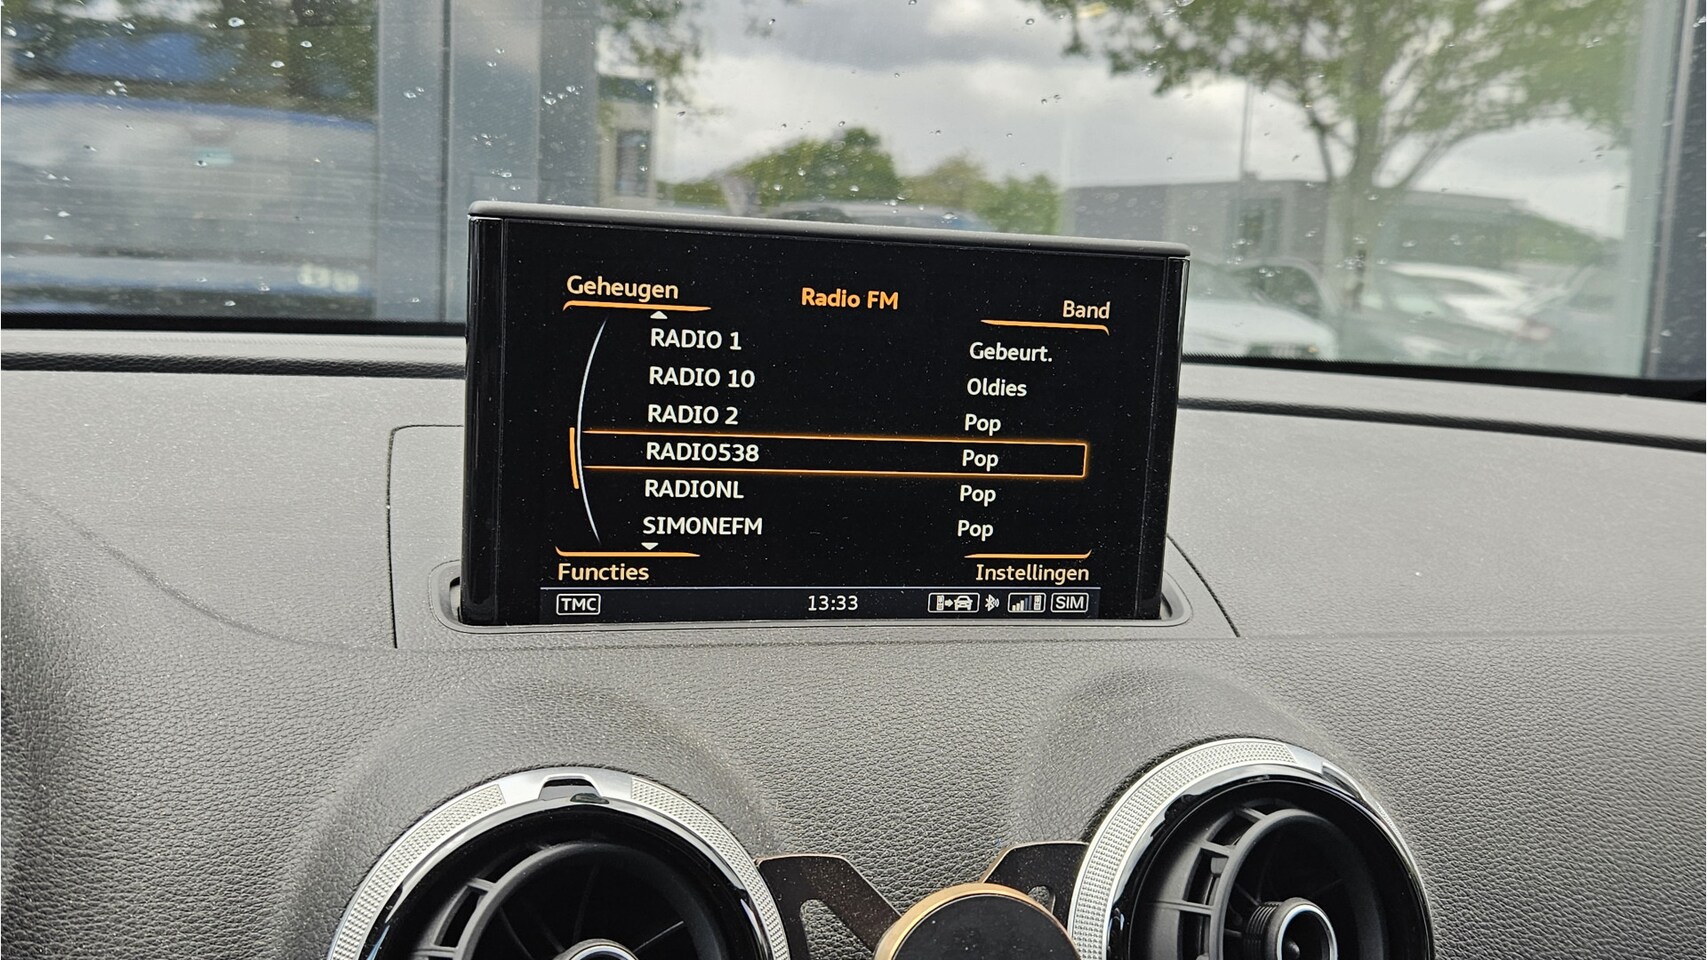 Geheugen Radio FM Band
RADIO 1 Gebeurt.
RADIO 10 Oldies
RADIO 2 Pop
RADIO538 Pop
RADIONL Pop
SIMONEFM Pop
Functies Instellingen
TMC 13:33 SIM